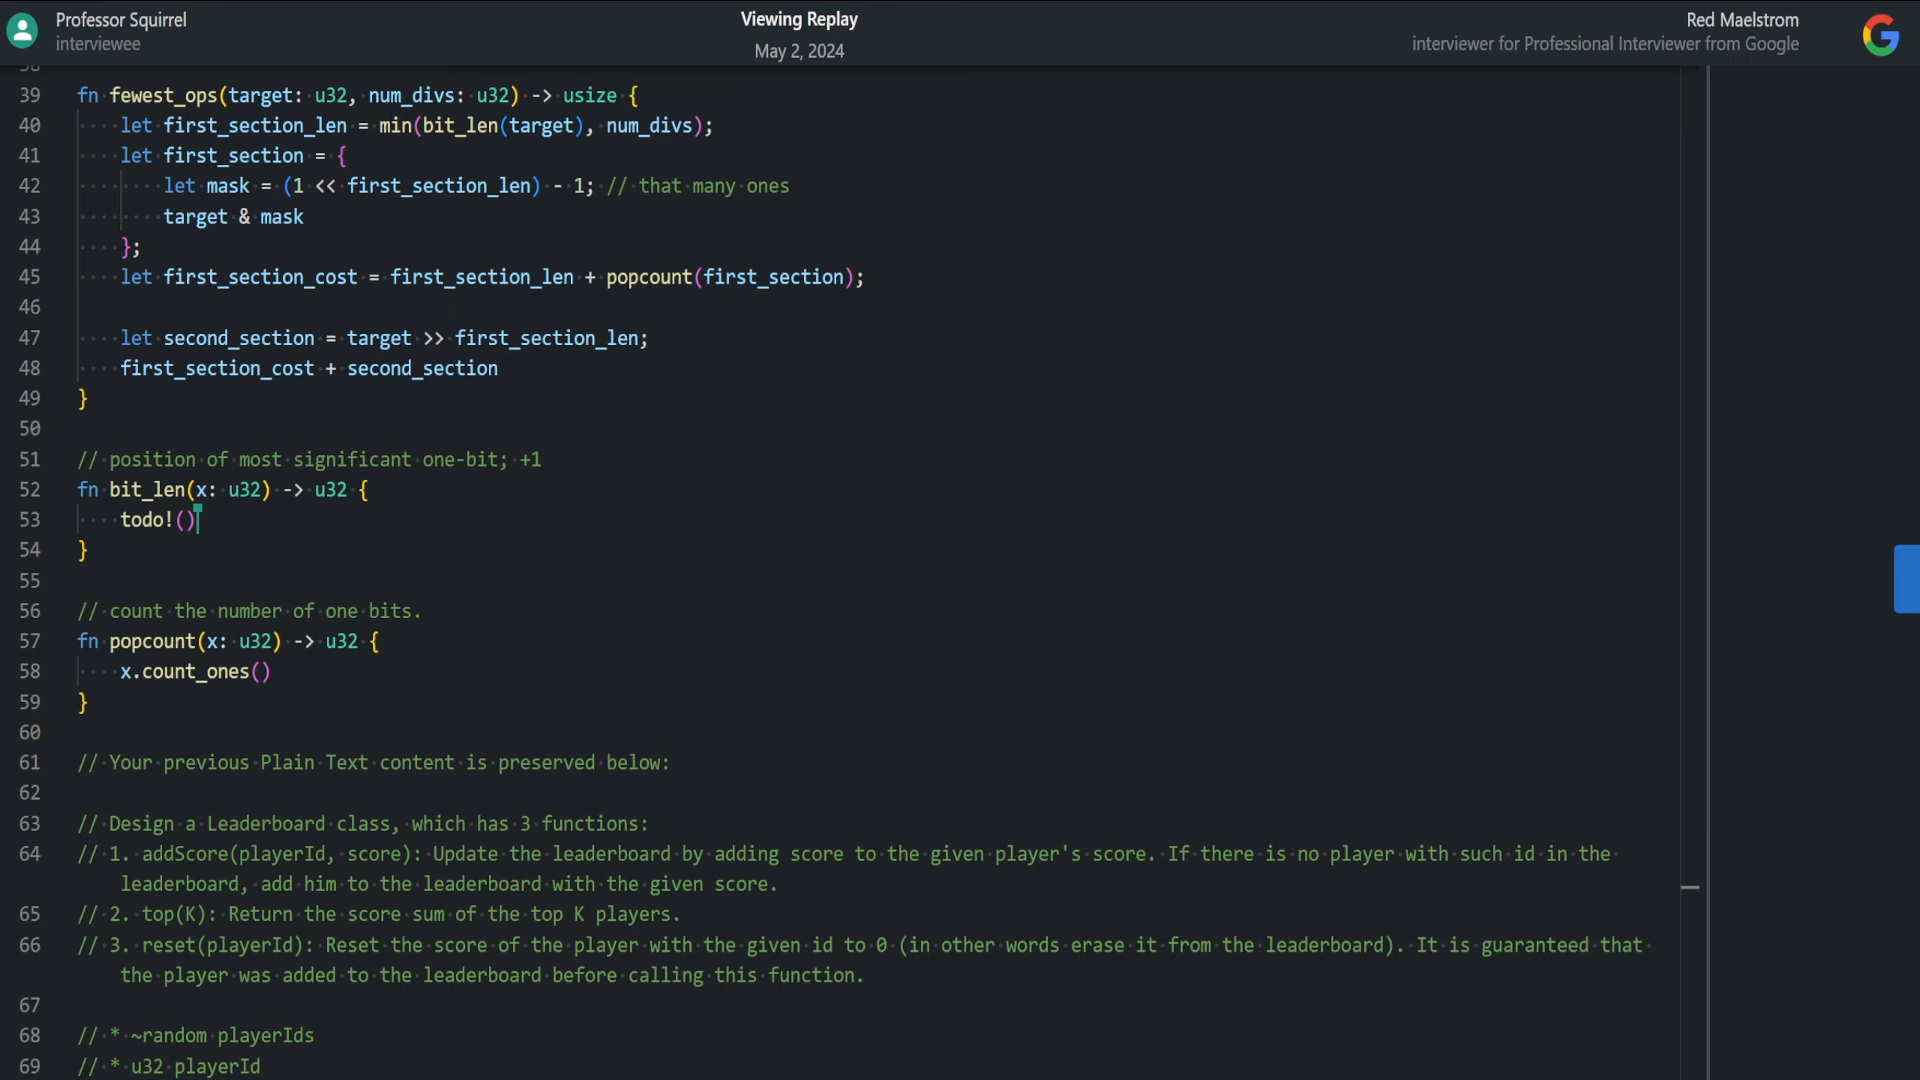 Professor Squirrel
interviewee
Viewing Replay
May 2, 2024
Red Maelstrom
interviewer for Professional Interviewer from Google
38
39 fn fewest_ops(target: u32, num_divs: u32) -> usize {
40 let first_section_len = min(bit_len(target), num_divs);
41 let first_section = {
42 let mask = (1 << first_section_len) - 1; // that many ones
43 target & mask
44 };
45 let first_section_cost = first_section_len + popcount(first_section);
46
47 let second_section = target >> first_section_len;
48 first_section_cost + second_section
49 }
50
51 // position of most significant one-bit; +1
52 fn bit_len(x: u32) -> u32 {
53 todo!()
54 }
55
56 // count the number of one bits.
57 fn popcount(x: u32) -> u32 {
58 x.count_ones()
59 }
60
61 // Your previous Plain Text content is preserved below:
62
63 // Design a Leaderboard class, which has 3 functions:
64 // 1. addScore(playerId, score): Update the leaderboard by adding score to the given player's score. If there is no player with such id in the
leaderboard, add him to the leaderboard with the given score.
65 // 2. top(K): Return the score sum of the top K players.
66 // 3. reset(playerId): Reset the score of the player with the given id to 0 (in other words erase it from the leaderboard). It is guaranteed that
the player was added to the leaderboard before calling this function.
67
68 // * ~random playerIds
69 // * u32 playerId